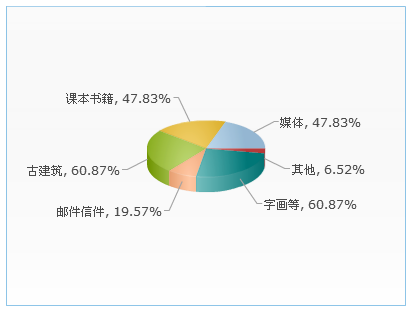 课本书籍, 47.83%
媒体, 47.83%
古建筑, 60.87%
其他, 6.52%
邮件信件, 19.57%
字画等, 60.87%